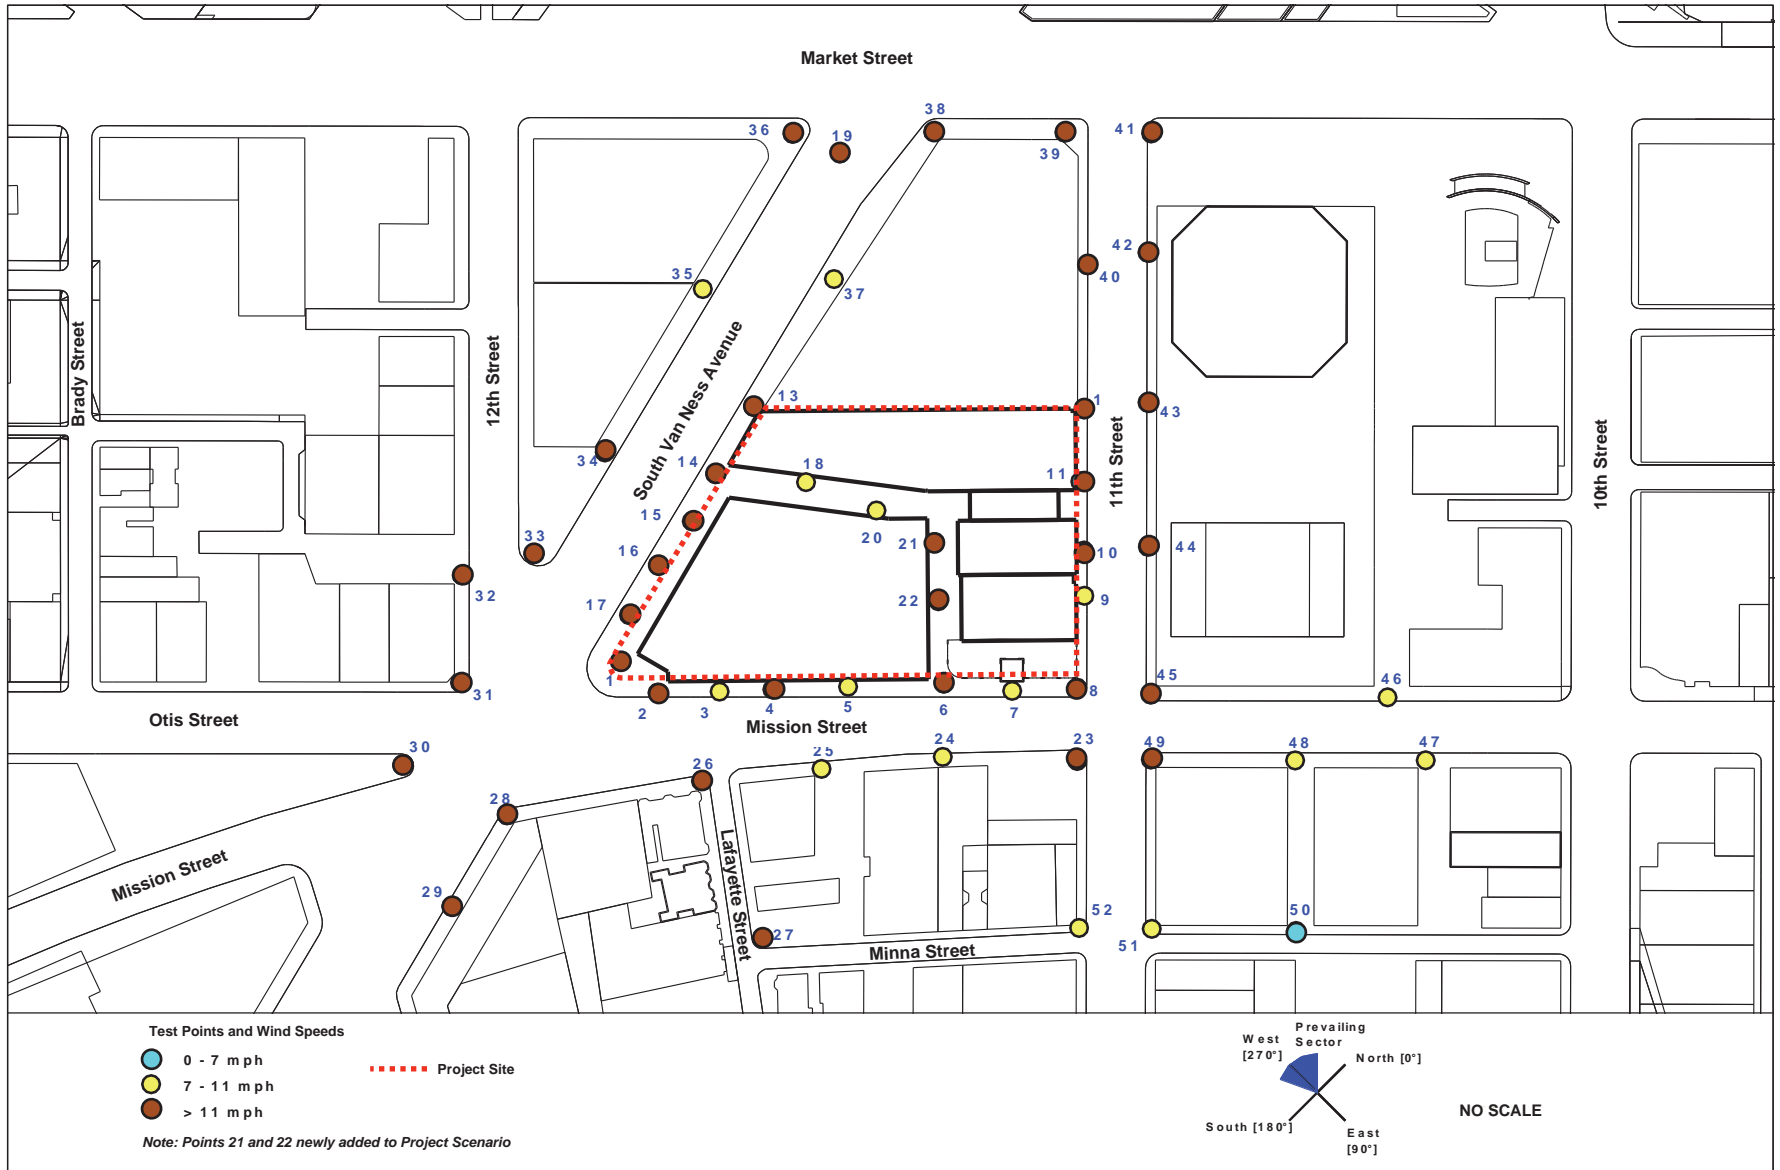 Market Street
36
19
38
39
41
42
40
35
37
Brady Street
12th Street
South Van Ness Avenue
13
1
43
11th Street
10th Street
34
14
18
11
15
20
21
10
44
33
16
32
22
9
17
1
31
2
3
4
5
6
7
8
45
46
Otis Street
Mission Street
30
26
25
24
23
49
48
47
28
Mission Street
29
Lafayette Street
27
52
51
50
Minna Street
Test Points and Wind Speeds
0 - 7 mph
7 - 11 mph
> 11 mph
Project Site
Note: Points 21 and 22 newly added to Project Scenario
Prevailing
Sector
West
[270°]
North [0°]
South [180°]
East
[90°]
NO SCALE